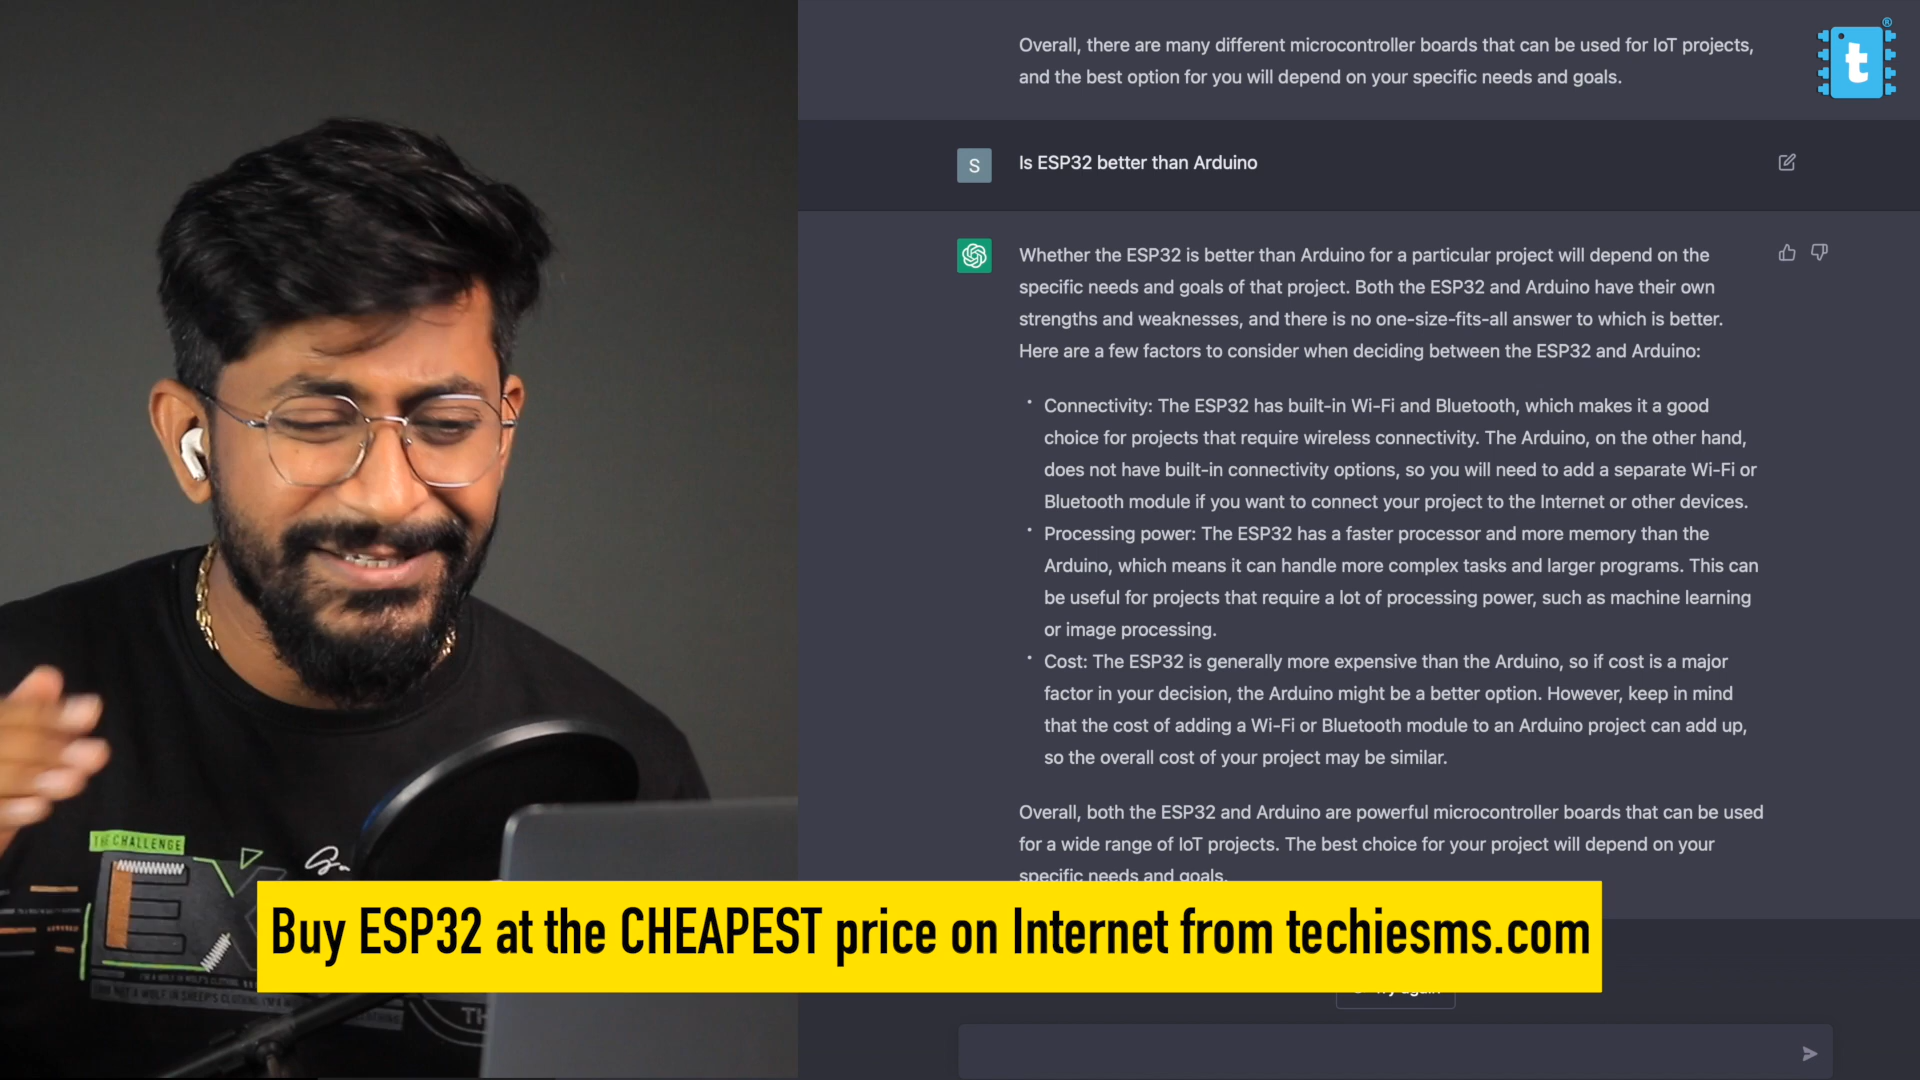 Overall, there are many different microcontroller boards that can be used for IoT projects,
and the best option for you will depend on your specific needs and goals.
t
®
S
Is ESP32 better than Arduino
Whether the ESP32 is better than Arduino for a particular project will depend on the
specific needs and goals of that project. Both the ESP32 and Arduino have their own
strengths and weaknesses, and there is no one-size-fits-all answer to which is better.
Here are a few factors to consider when deciding between the ESP32 and Arduino:
• Connectivity: The ESP32 has built-in Wi-Fi and Bluetooth, which makes it a good
choice for projects that require wireless connectivity. The Arduino, on the other hand,
does not have built-in connectivity options, so you will need to add a separate Wi-Fi or
Bluetooth module if you want to connect your project to the Internet or other devices.
• Processing power: The ESP32 has a faster processor and more memory than the
Arduino, which means it can handle more complex tasks and larger programs. This can
be useful for projects that require a lot of processing power, such as machine learning
or image processing.
• Cost: The ESP32 is generally more expensive than the Arduino, so if cost is a major
factor in your decision, the Arduino might be a better option. However, keep in mind
that the cost of adding a Wi-Fi or Bluetooth module to an Arduino project can add up,
so the overall cost of your project may be similar.
Overall, both the ESP32 and Arduino are powerful microcontroller boards that can be used
for a wide range of IoT projects. The best choice for your project will depend on your
specific needs and goals.
THE CHALLENGE
EX
TH
Buy ESP32 at the CHEAPEST price on Internet from techiesms.com